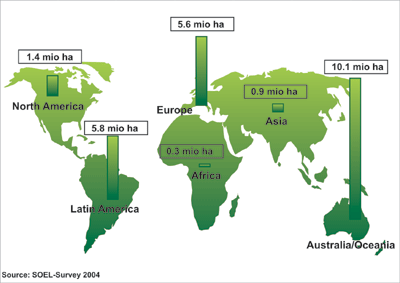 5.6 mio ha
1.4 mio ha
10.1 mio ha
0.9 mio ha
North America
Europe
Asia
5.8 mio ha
0.3 mio ha
Africa
Latin America
Australia/Oceania
Source: SOEL-Survey 2004